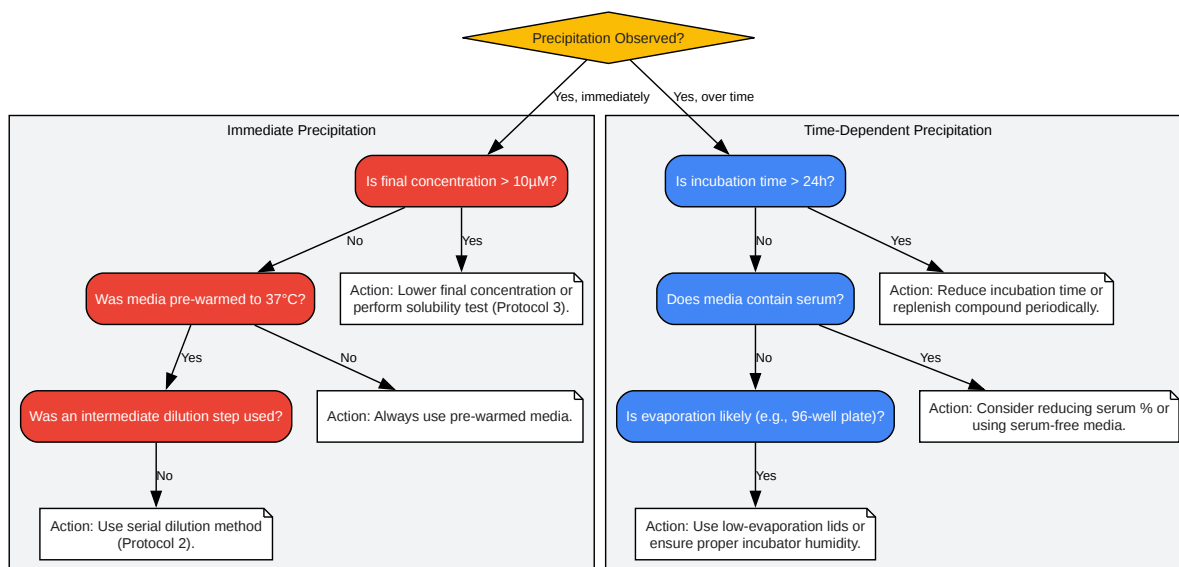 Precipitation Observed?
Yes, immediately
Yes, over time
Immediate Precipitation
Is final concentration > 10µM?
No
Yes
Was media pre-warmed to 37°C?
Action: Lower final concentration or
perform solubility test (Protocol 3).
Yes
No
Was an intermediate dilution step used?
Action: Always use pre-warmed media.
No
Action: Use serial dilution method
(Protocol 2).
Time-Dependent Precipitation
Is incubation time > 24h?
No
Yes
Does media contain serum?
Action: Reduce incubation time or
replenish compound periodically.
No
Yes
Is evaporation likely (e.g., 96-well plate)?
Action: Consider reducing serum % or
using serum-free media.
Yes
Action: Use low-evaporation lids or
ensure proper incubator humidity.